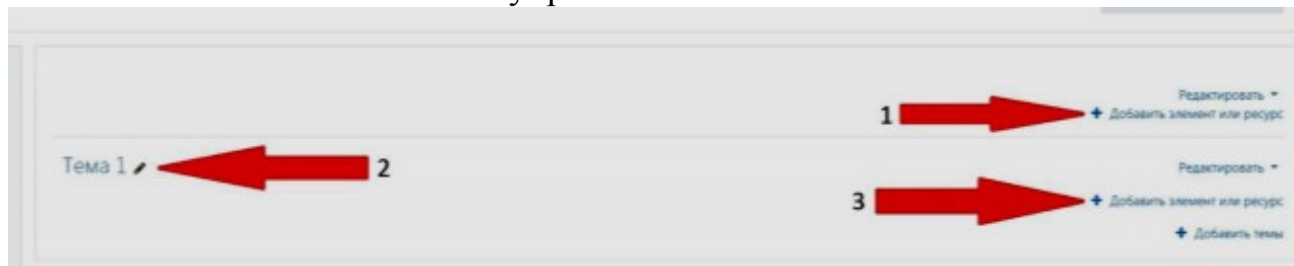 Редактировать
1 + Добавить элемент или ресурс
Тема 1 2 Редактировать
3 + Добавить элемент или ресурс
+ Добавить темы